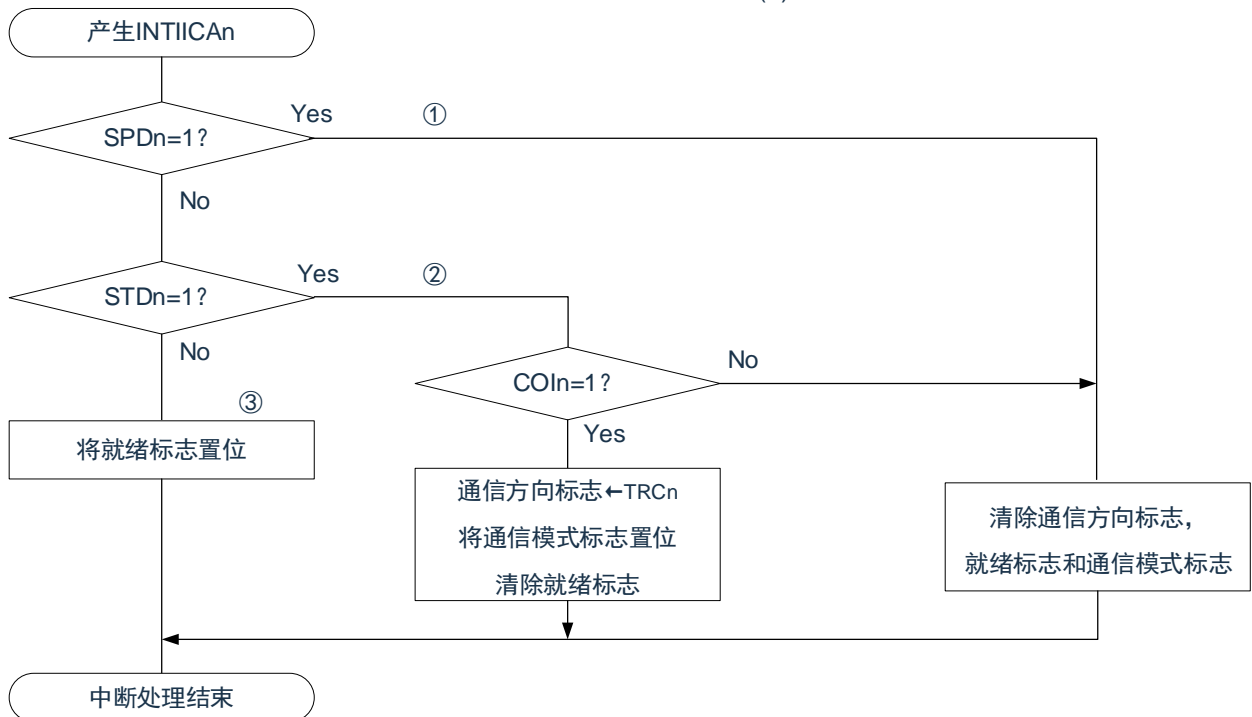 产生INTIICAn
SPDn=1?
Yes
①
No
STDn=1?
Yes
②
No
COIn=1?
No
③
Yes
将就绪标志置位
通信方向标志←TRCn
将通信模式标志置位
清除就绪标志
清除通信方向标志,
就绪标志和通信模式标志
中断处理结束